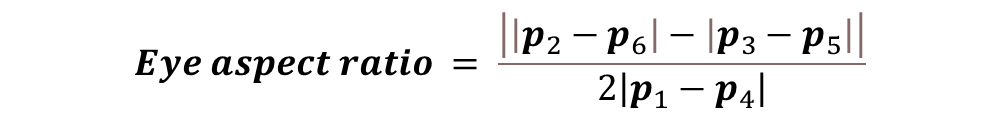 Eye aspect ratio = ||p₂ − p₆| − |p₃ − p₅|| / 2|p₁ − p₄|